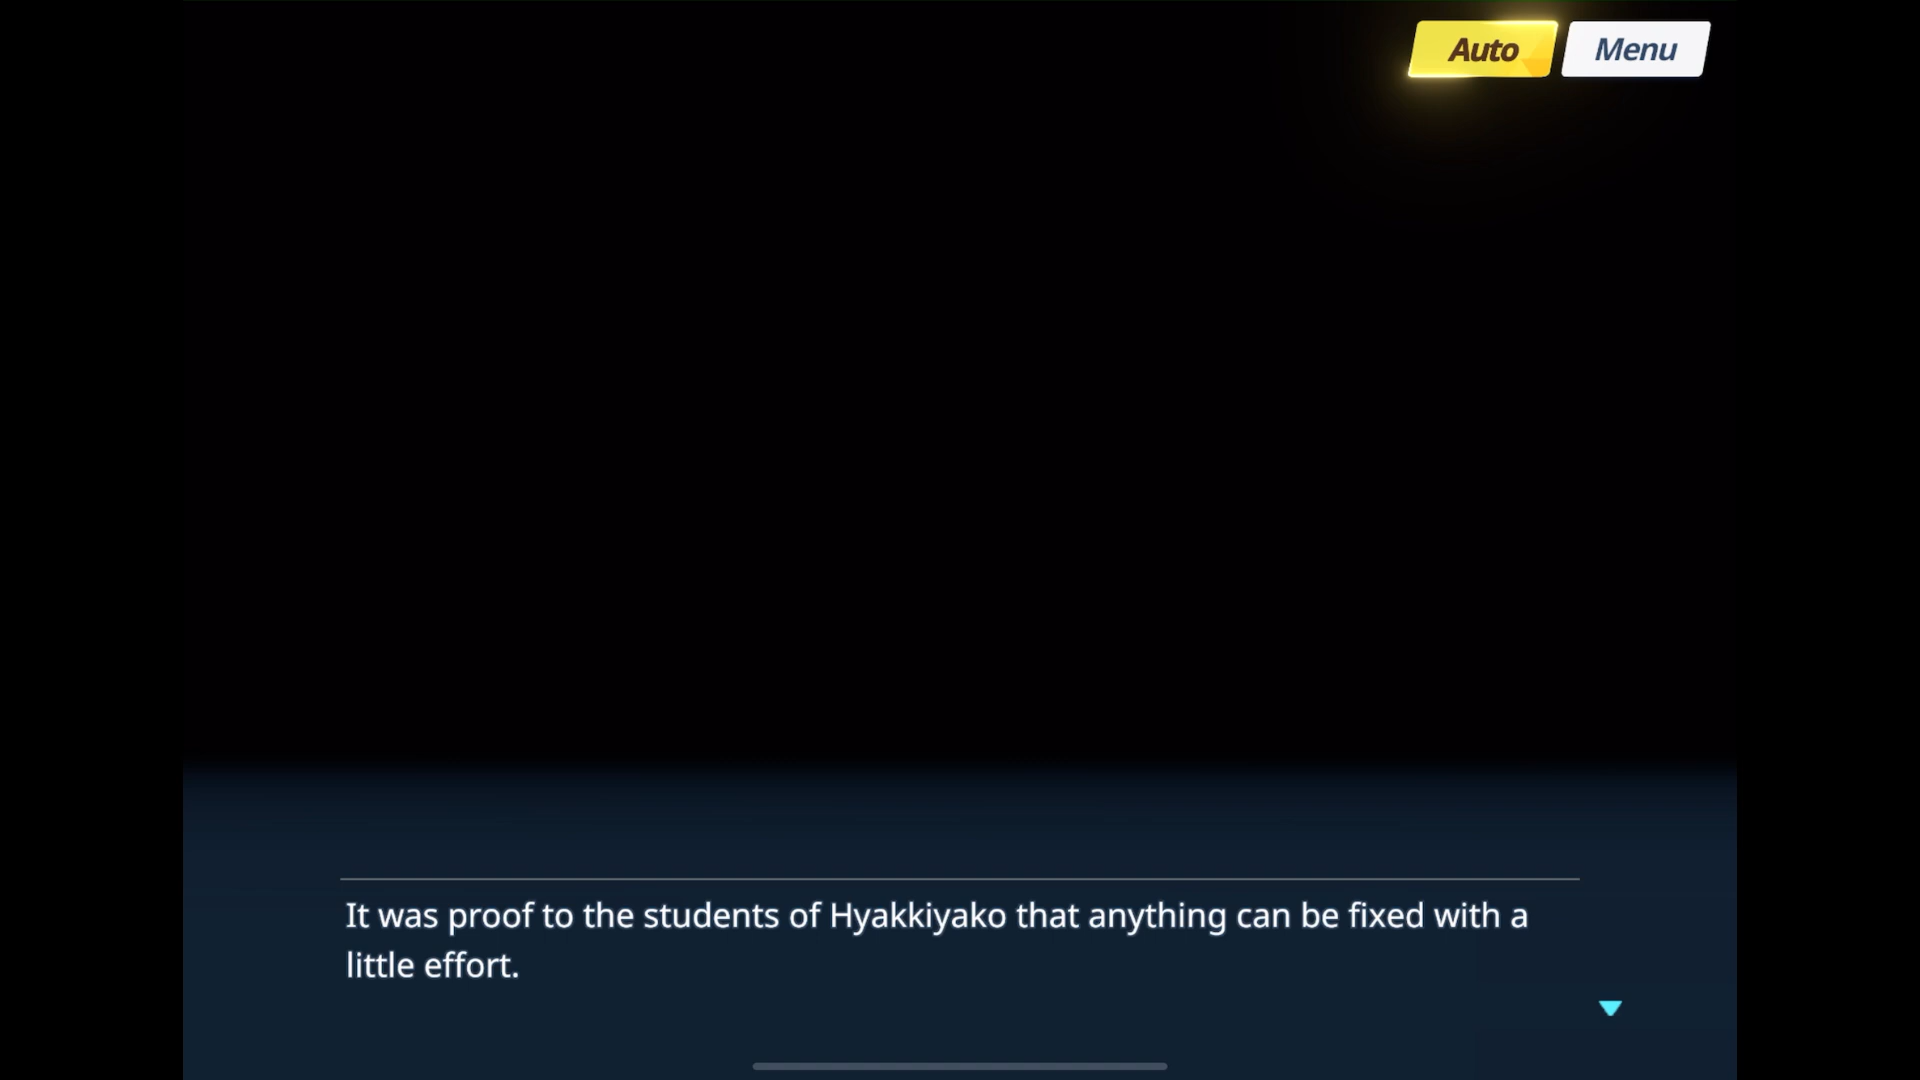 Auto
Menu
It was proof to the students of Hyakkiyako that anything can be fixed with a
little effort.